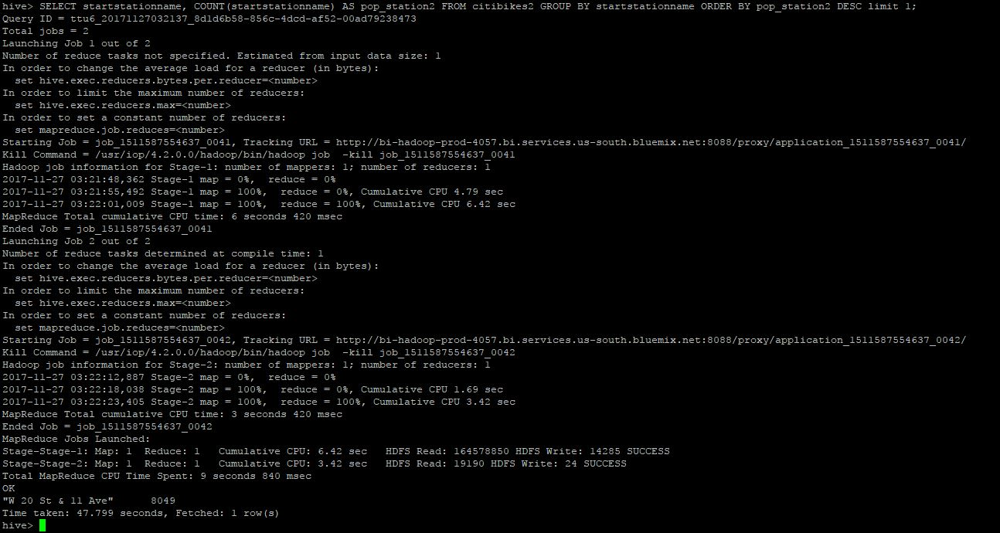 hive> SELECT startstationname, COUNT(startstationname) AS pop_station2 FROM citibikes2 GROUP BY startstationname ORDER BY pop_station2 DESC limit 1;
Query ID = ttu6_20171127032137_8d1d6b58-856c-4dcd-af52-00ad79238473
Total jobs = 2
Launching Job 1 out of 2
Number of reduce tasks not specified. Estimated from input data size: 1
In order to change the average load for a reducer (in bytes):
  set hive.exec.reducers.bytes.per.reducer=<number>
In order to limit the maximum number of reducers:
  set hive.exec.reducers.max=<number>
In order to set a constant number of reducers:
  set mapreduce.job.reduces=<number>
Starting Job = job_1511587554637_0041, Tracking URL = http://bi-hadoop-prod-4057.bi.services.us-south.bluemix.net:8088/proxy/application_1511587554637_0041/
Kill Command = /usr/iop/4.2.0.0/hadoop/bin/hadoop job  -kill job_1511587554637_0041
Hadoop job information for Stage-1: number of mappers: 1; number of reducers: 1
2017-11-27 03:21:48,362 Stage-1 map = 0%,  reduce = 0%
2017-11-27 03:21:55,492 Stage-1 map = 100%,  reduce = 0%, Cumulative CPU 4.79 sec
2017-11-27 03:22:01,009 Stage-1 map = 100%,  reduce = 100%, Cumulative CPU 6.42 sec
MapReduce Total cumulative CPU time: 6 seconds 420 msec
Ended Job = job_1511587554637_0041
Launching Job 2 out of 2
Number of reduce tasks determined at compile time: 1
In order to change the average load for a reducer (in bytes):
  set hive.exec.reducers.bytes.per.reducer=<number>
In order to limit the maximum number of reducers:
  set hive.exec.reducers.max=<number>
In order to set a constant number of reducers:
  set mapreduce.job.reduces=<number>
Starting Job = job_1511587554637_0042, Tracking URL = http://bi-hadoop-prod-4057.bi.services.us-south.bluemix.net:8088/proxy/application_1511587554637_0042/
Kill Command = /usr/iop/4.2.0.0/hadoop/bin/hadoop job  -kill job_1511587554637_0042
Hadoop job information for Stage-2: number of mappers: 1; number of reducers: 1
2017-11-27 03:22:12,887 Stage-2 map = 0%,  reduce = 0%
2017-11-27 03:22:18,038 Stage-2 map = 100%,  reduce = 0%, Cumulative CPU 1.69 sec
2017-11-27 03:22:23,405 Stage-2 map = 100%,  reduce = 100%, Cumulative CPU 3.42 sec
MapReduce Total cumulative CPU time: 3 seconds 420 msec
Ended Job = job_1511587554637_0042
MapReduce Jobs Launched:
Stage-Stage-1: Map: 1  Reduce: 1   Cumulative CPU: 6.42 sec   HDFS Read: 164578850 HDFS Write: 14285 SUCCESS
Stage-Stage-2: Map: 1  Reduce: 1   Cumulative CPU: 3.42 sec   HDFS Read: 19190 HDFS Write: 24 SUCCESS
Total MapReduce CPU Time Spent: 9 seconds 840 msec
OK
"W 20 St & 11 Ave"      8049
Time taken: 47.799 seconds, Fetched: 1 row(s)
hive>